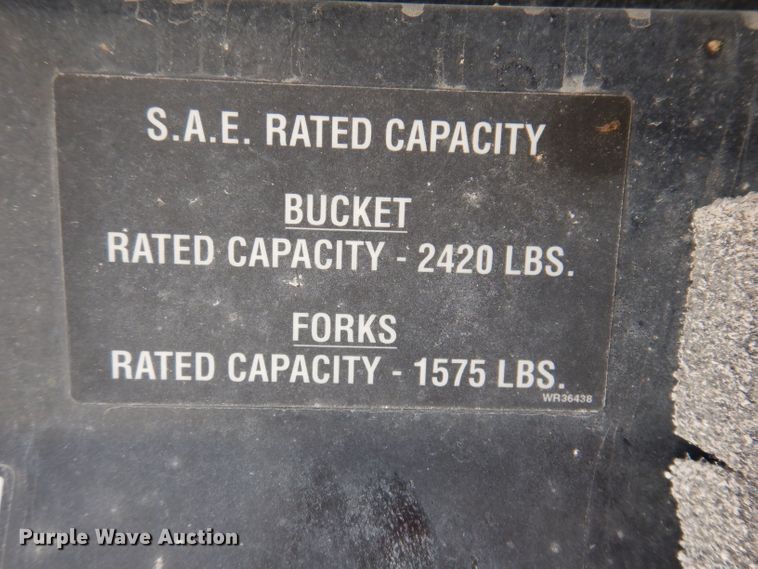 S.A.E. RATED CAPACITY
BUCKET
RATED CAPACITY - 2420 LBS.
FORKS
RATED CAPACITY - 1575 LBS.
WR36438
Purple Wave Auction